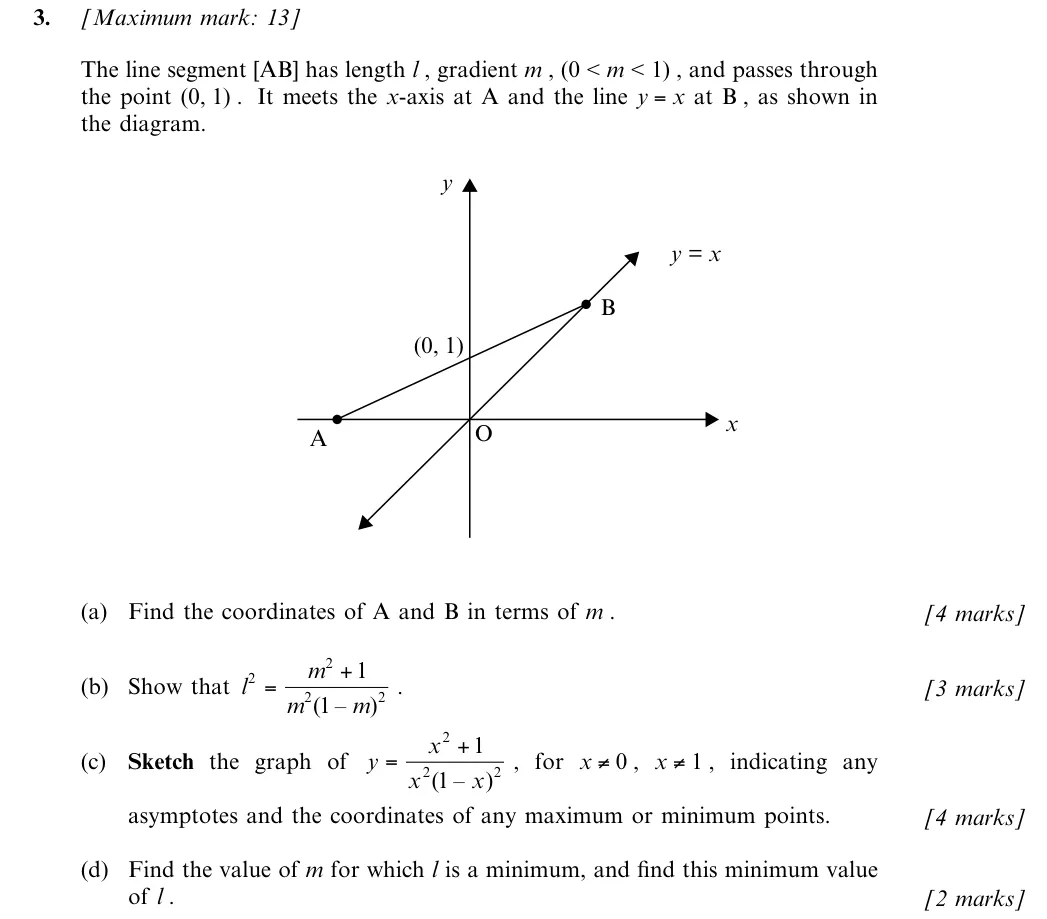 3. [Maximum mark: 13]
The line segment [AB] has length l, gradient m, (0 < m < 1), and passes through
the point (0, 1). It meets the x-axis at A and the line y = x at B, as shown in
the diagram.
y
y = x
B
(0, 1)
A
O
x
(a) Find the coordinates of A and B in terms of m. [4 marks]
(b) Show that l² = (m² + 1) / (m²(1 – m)²). [3 marks]
(c) Sketch the graph of y = (x² + 1) / (x²(1 – x)²), for x ≠ 0, x ≠ 1, indicating any
asymptotes and the coordinates of any maximum or minimum points. [4 marks]
(d) Find the value of m for which l is a minimum, and find this minimum value
of l. [2 marks]